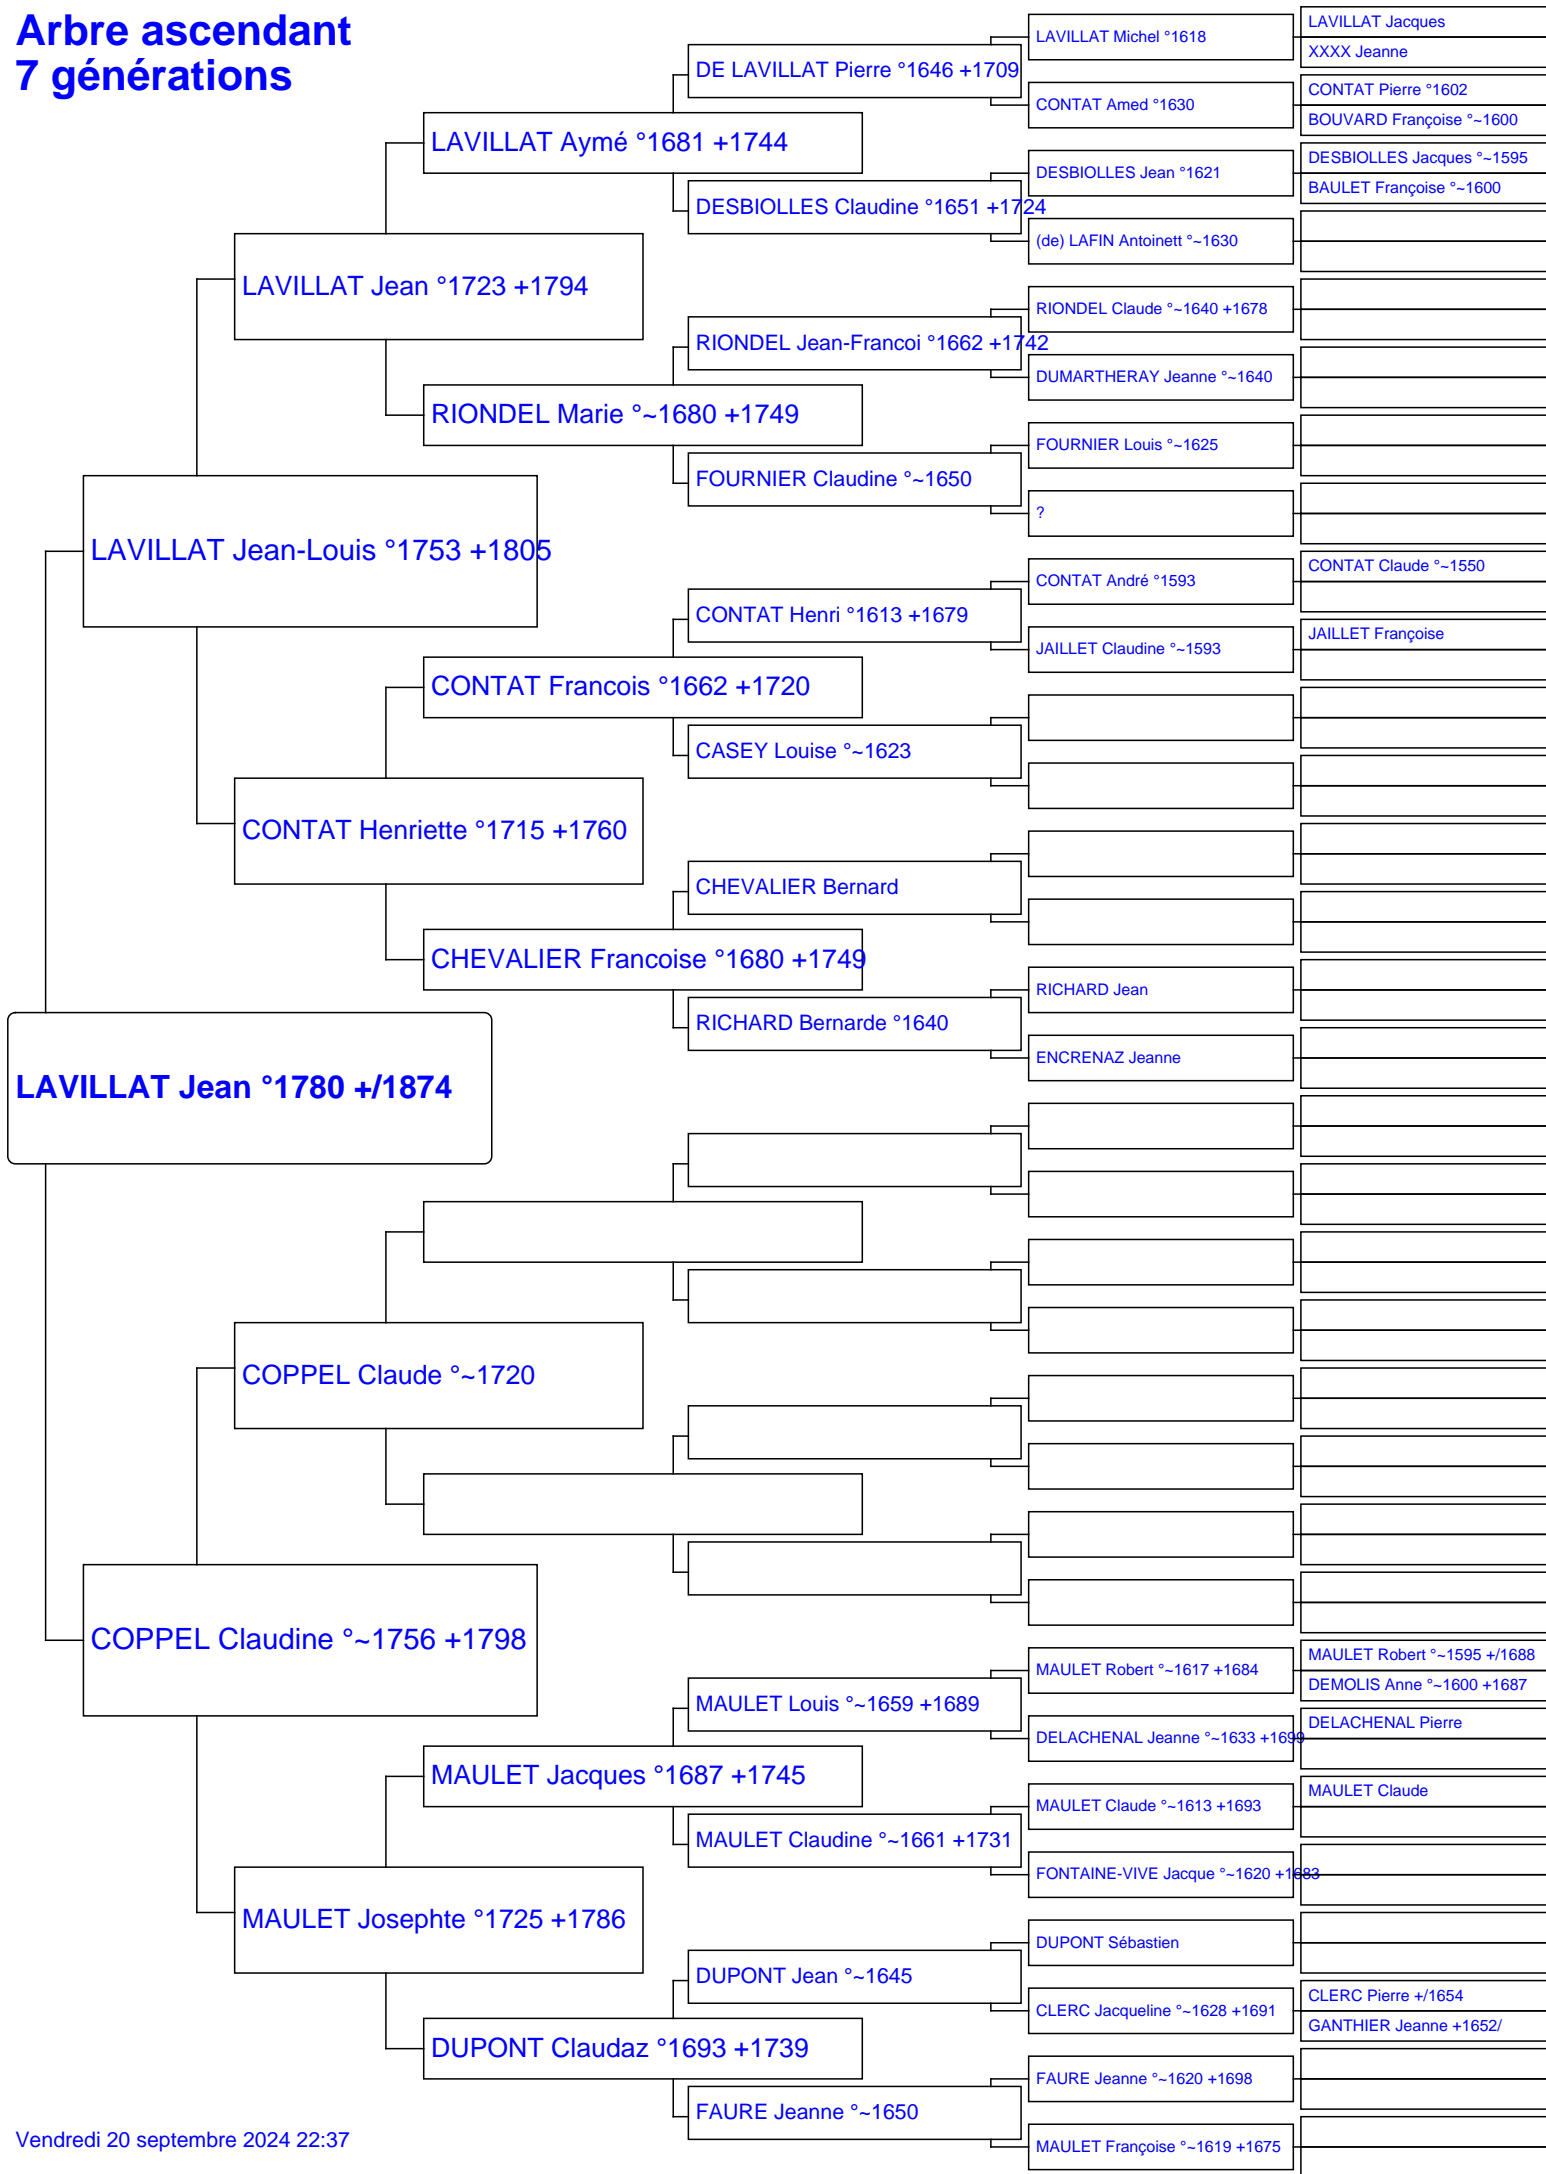 Arbre ascendant
7 générations
LAVILLAT Jean °1780 +/1874
LAVILLAT Jean-Louis °1753 +1805
COPPEL Claudine °~1756 +1798
LAVILLAT Jean °1723 +1794
CONTAT Henriette °1715 +1760
COPPEL Claude °~1720
MAULET Josephte °1725 +1786
LAVILLAT Aymé °1681 +1744
RIONDEL Marie °~1680 +1749
CONTAT Francois °1662 +1720
CHEVALIER Francoise °1680 +1749
MAULET Jacques °1687 +1745
DUPONT Claudaz °1693 +1739
DE LAVILLAT Pierre °1646 +1709
DESBIOLLES Claudine °1651 +1724
RIONDEL Jean-Francoi °1662 +1742
FOURNIER Claudine °~1650
CONTAT Henri °1613 +1679
CASEY Louise °~1623
CHEVALIER Bernard
RICHARD Bernarde °1640
MAULET Louis °~1659 +1689
MAULET Claudine °~1661 +1731
DUPONT Jean °~1645
FAURE Jeanne °~1650
LAVILLAT Michel °1618
CONTAT Amed °1630
DESBIOLLES Jean °1621
(de) LAFIN Antoinett °~1630
RIONDEL Claude °~1640 +1678
DUMARTHERAY Jeanne °~1640
FOURNIER Louis °~1625
?
CONTAT André °1593
JAILLET Claudine °~1593
RICHARD Jean
ENCRENAZ Jeanne
MAULET Robert °~1617 +1684
DELACHENAL Jeanne °~1633 +1699
MAULET Claude °~1613 +1693
FONTAINE-VIVE Jacque °~1620 +1683
DUPONT Sébastien
CLERC Jacqueline °~1628 +1691
FAURE Jeanne °~1620 +1698
MAULET Françoise °~1619 +1675
LAVILLAT Jacques
XXXX Jeanne
CONTAT Pierre °1602
BOUVARD Françoise °~1600
DESBIOLLES Jacques °~1595
BAULET Françoise °~1600
CONTAT Claude °~1550
JAILLET Françoise
MAULET Robert °~1595 +/1688
DEMOLIS Anne °~1600 +1687
DELACHENAL Pierre
MAULET Claude
CLERC Pierre +/1654
GANTHIER Jeanne +1652/
Vendredi 20 septembre 2024 22:37